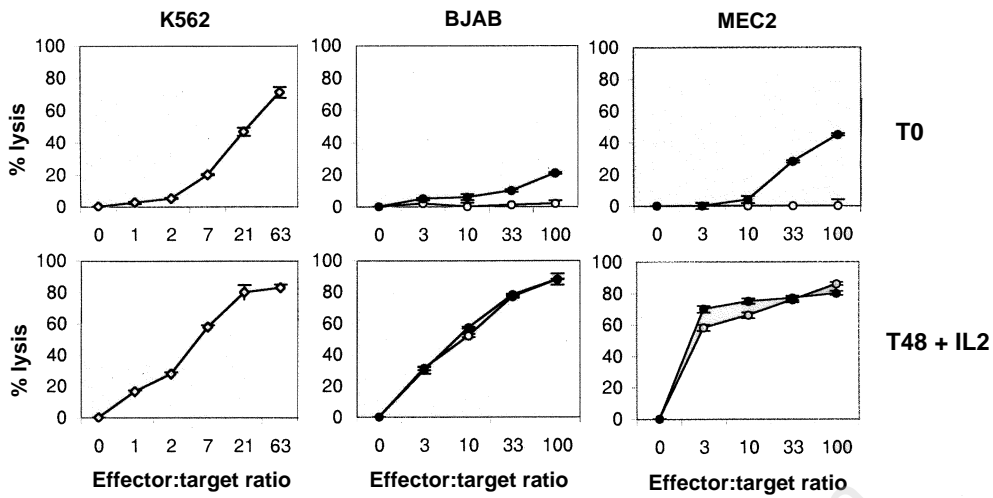 K562 BJAB MEC2
% lysis
100 100 100
80 80 80
60 60 60
40 40 40
20 20 20
0 0 0
0 1 2 7 21 63 0 3 10 33 100 0 3 10 33 100
T0
% lysis
100 100 100
80 80 80
60 60 60
40 40 40
20 20 20
0 0 0
0 1 2 7 21 63 0 3 10 33 100 0 3 10 33 100
T48 + IL2
Effector:target ratio Effector:target ratio Effector:target ratio